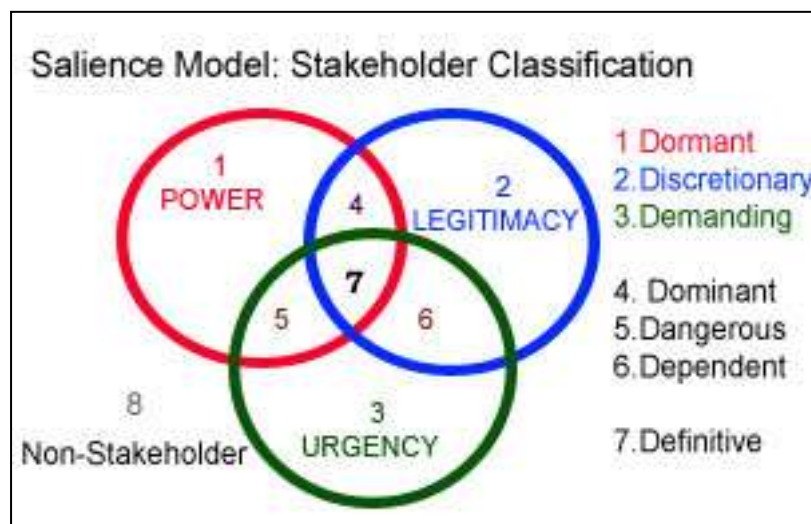 Salience Model: Stakeholder Classification
1
POWER
2
LEGITIMACY
4
7
5
6
3
URGENCY
8
Non-Stakeholder
1 Dormant
2.Discretionary
3.Demanding
4. Dominant
5.Dangerous
6.Dependent
7.Definitive